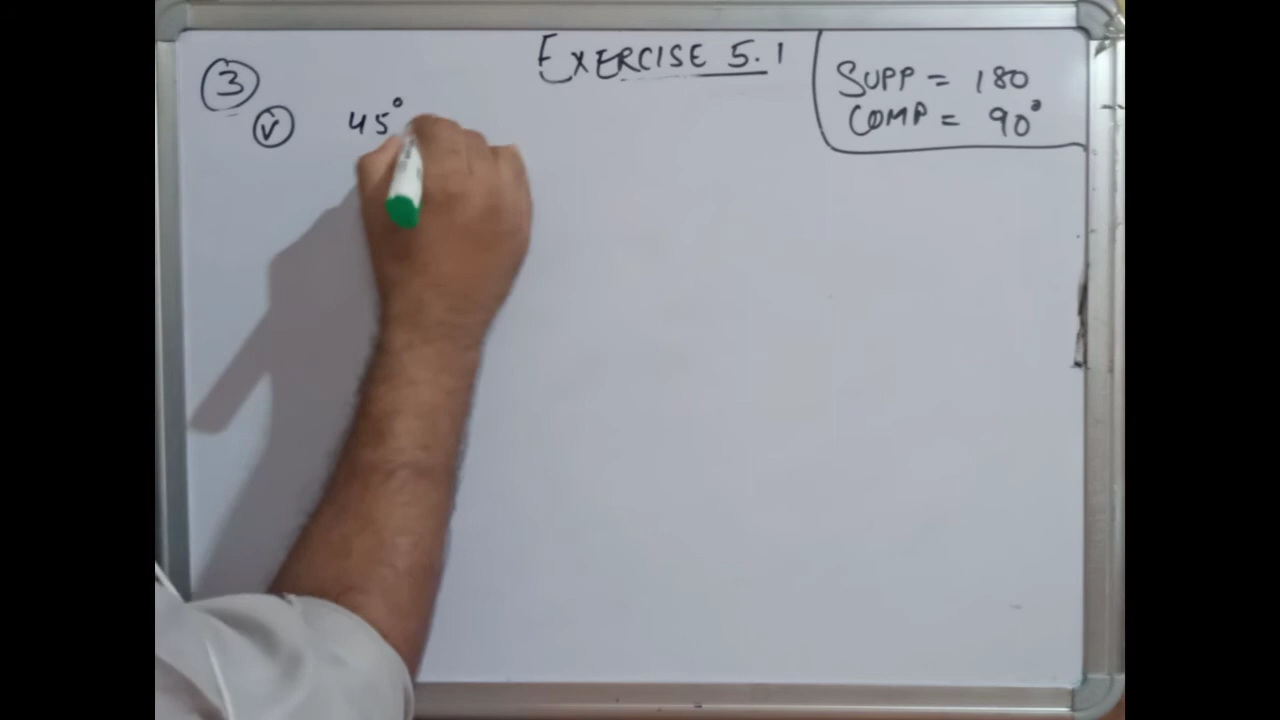 EXERCISE 5.1
3
v 45°
SUPP = 180
COMP = 90°